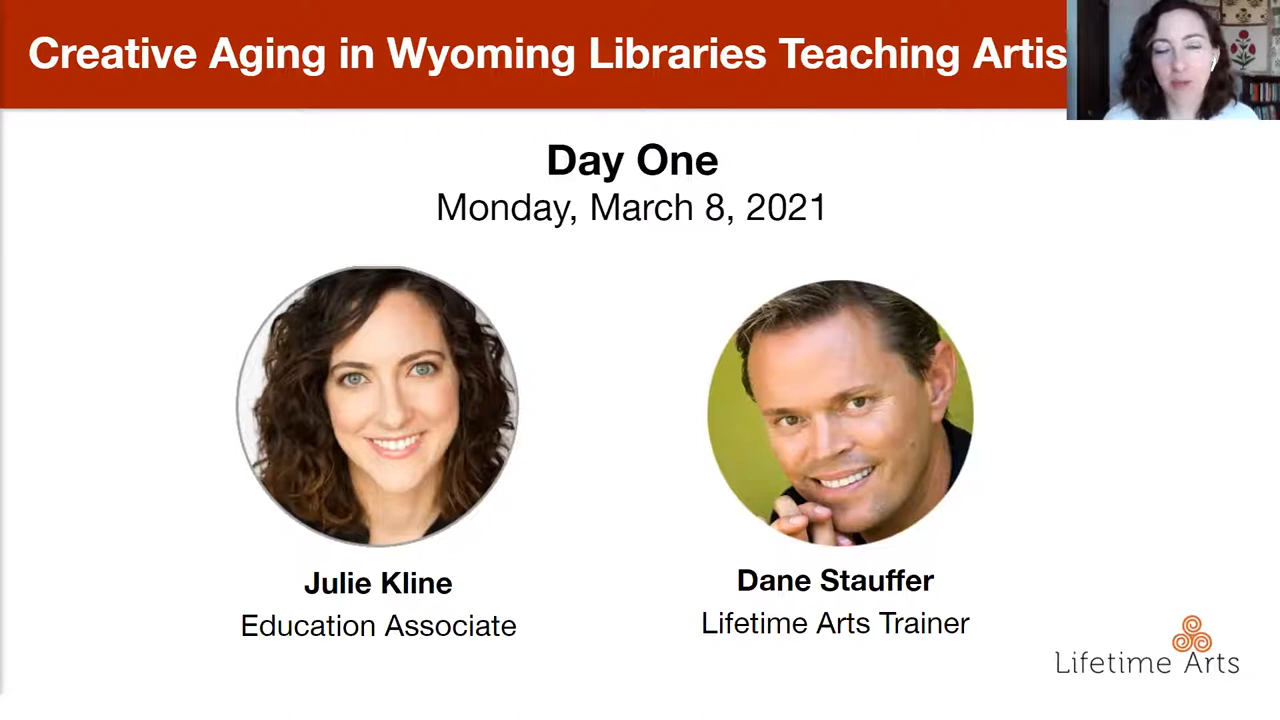 Creative Aging in Wyoming Libraries Teaching Artis
Day One
Monday, March 8, 2021
Julie Kline
Education Associate
Dane Stauffer
Lifetime Arts Trainer
Lifetime Arts